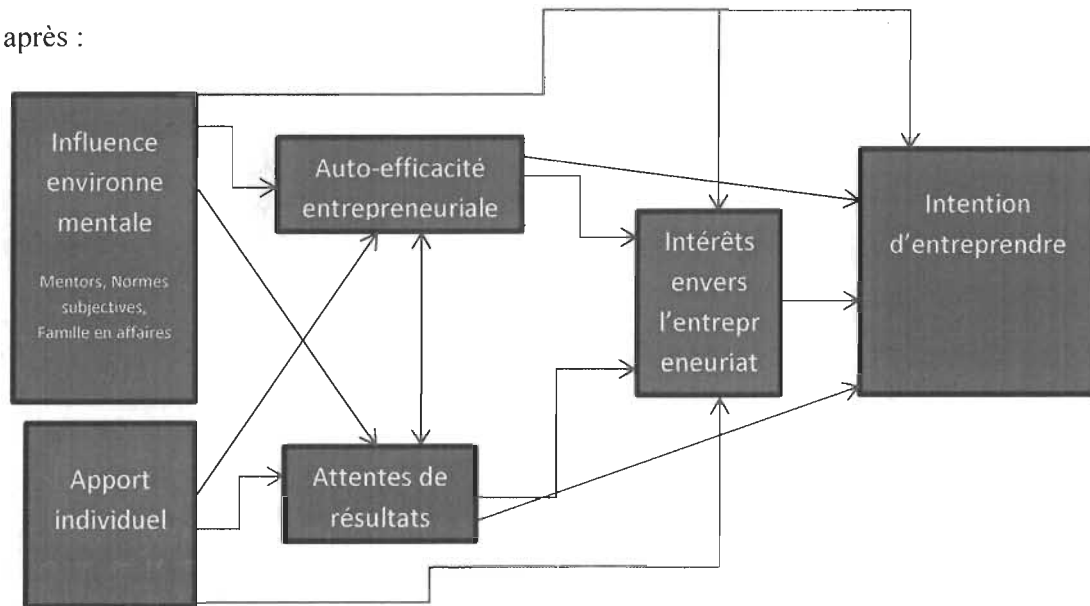 après :
Influence
environne
mentale
Mentors, Normes
subjectives,
Famille en affaires
Auto-efficacité
entrepreneuriale
Intérêts
envers
l'entrepr
eneuriat
Intention
d'entreprendre
Apport
individuel
Attentes de
résultats